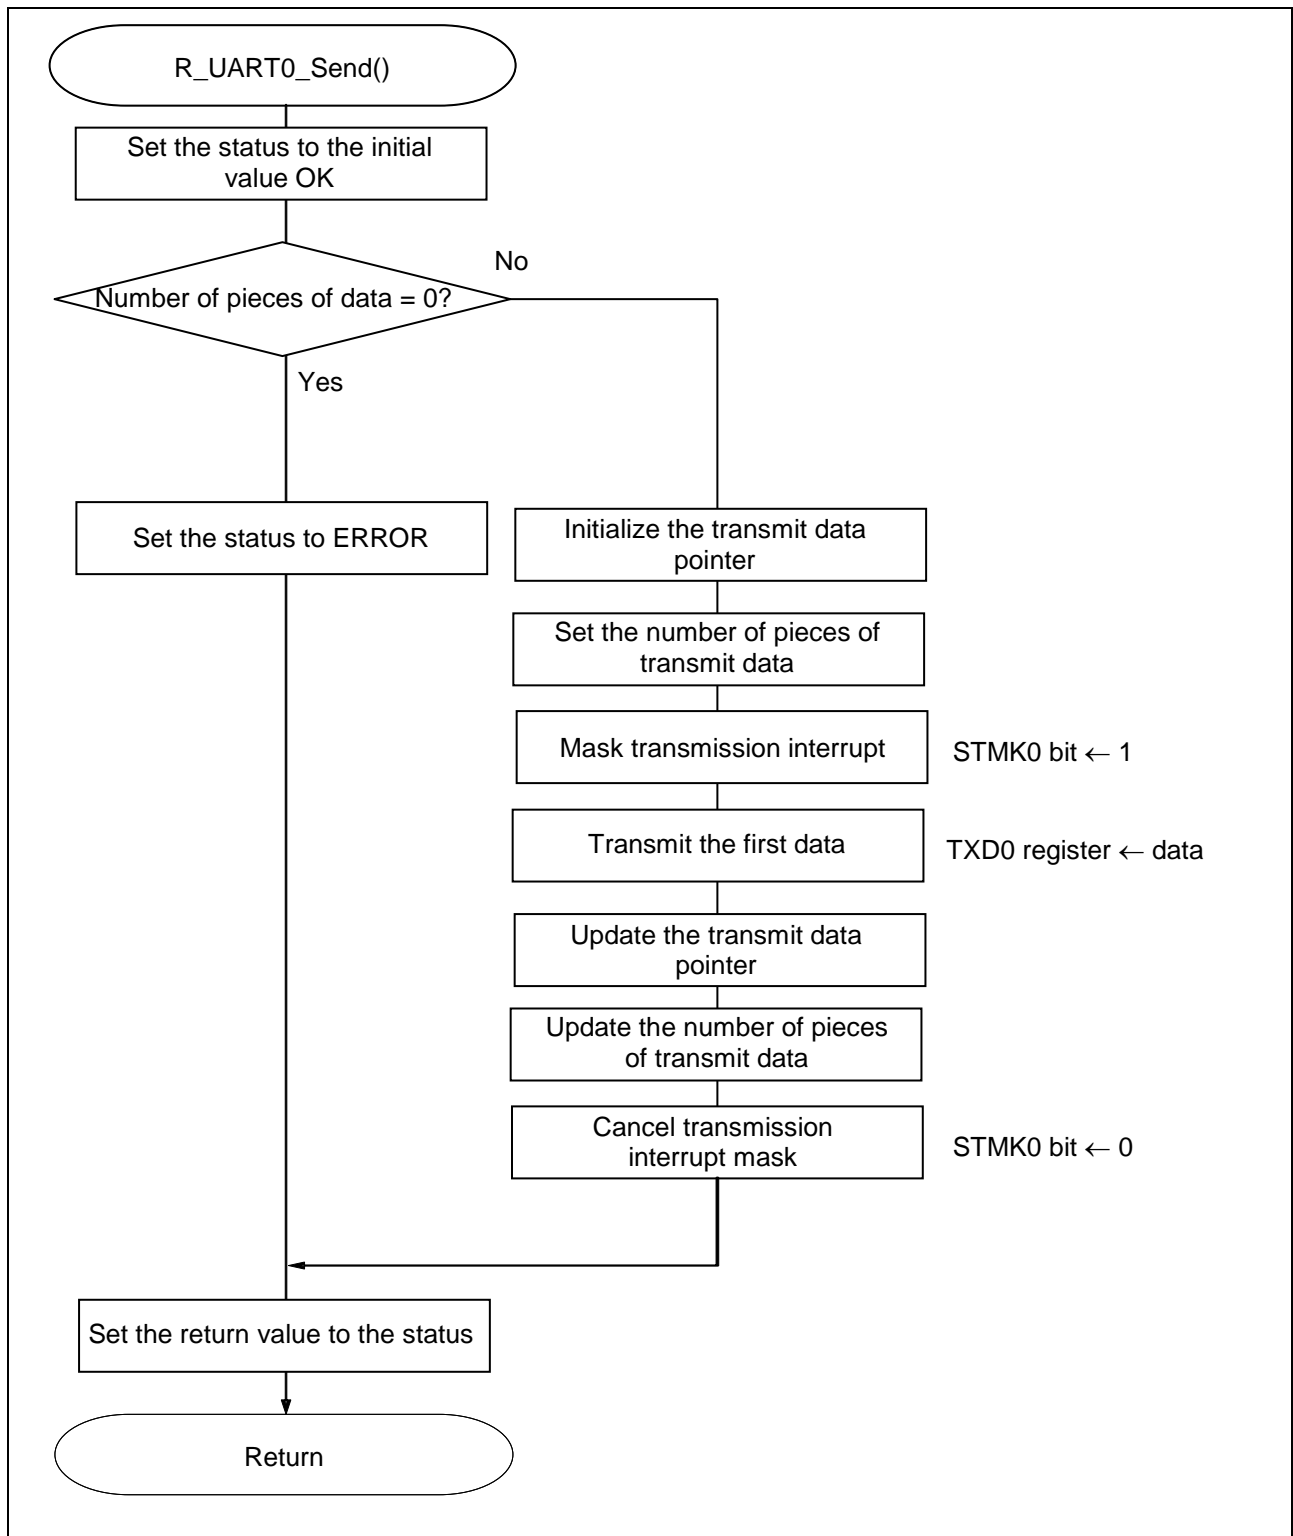 R_UART0_Send()
Set the status to the initial
value OK
No
Number of pieces of data = 0?
Yes
Set the status to ERROR
Initialize the transmit data
pointer
Set the number of pieces of
transmit data
Mask transmission interrupt
STMK0 bit ← 1
Transmit the first data
TXD0 register ← data
Update the transmit data
pointer
Update the number of pieces
of transmit data
Cancel transmission
interrupt mask
STMK0 bit ← 0
Set the return value to the status
Return